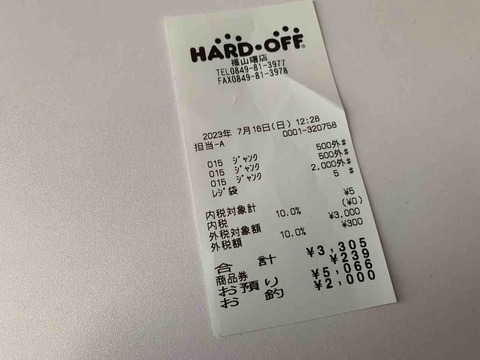 HARD・OFF
福山曙店
TEL0849-81-3977
FAX0849-81-3978
2023年 7月16日(日) 12:28
担当-A 0001-320758
015 ジャンク 500外#
015 ジャンク 500外#
015 ジャンク 2,000外#
レジ袋 5 #
内税対象計 ¥5
内税 10.0% (¥0)
外税対象額 ¥3,000
外税額 10.0% ¥300
合計 ¥3,305
商品券 ¥239
お預り ¥5,066
お釣 ¥2,000